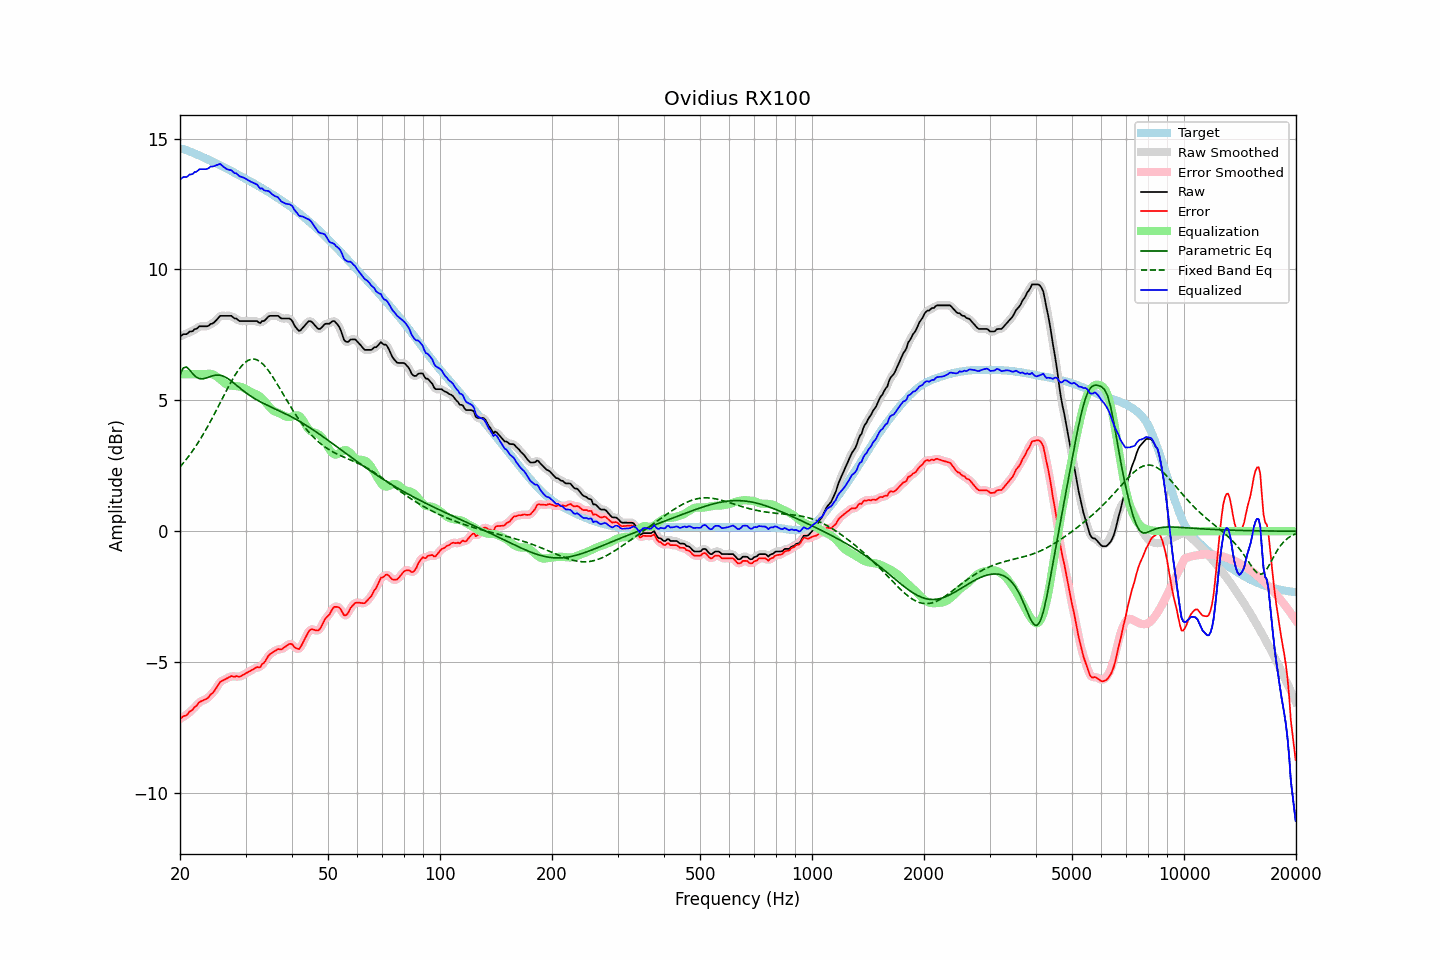 Ovidius RX100
Amplitude (dBr)
15
10
5
0
−5
−10
Target
Raw Smoothed
Error Smoothed
Raw
Error
Equalization
Parametric Eq
Fixed Band Eq
Equalized
20 50 100 200 500 1000 2000 5000 10000 20000
Frequency (Hz)